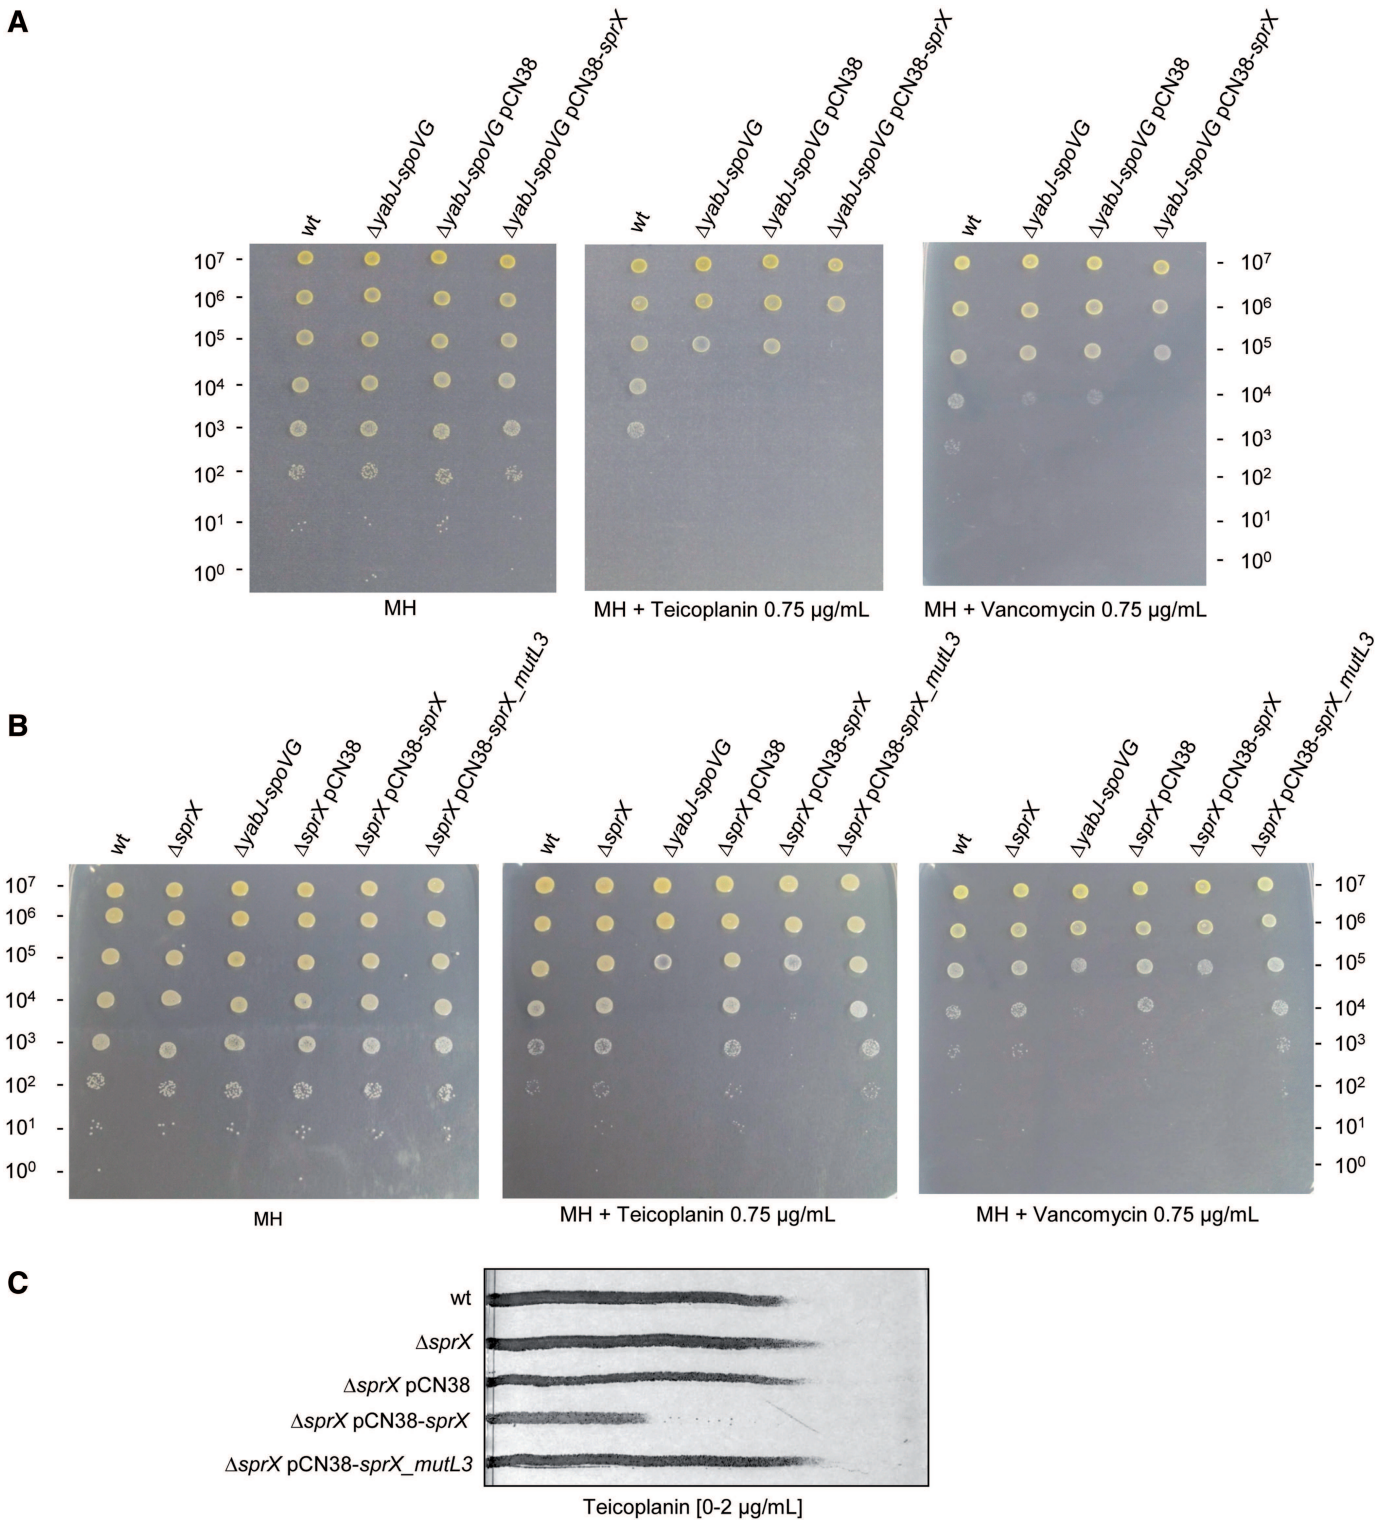 A
wt
ΔyabJ-spoVG
ΔyabJ-spoVG pCN38
ΔyabJ-spoVG pCN38-sprX
wt
ΔyabJ-spoVG
ΔyabJ-spoVG pCN38
ΔyabJ-spoVG pCN38-sprX
wt
ΔyabJ-spoVG
ΔyabJ-spoVG pCN38
ΔyabJ-spoVG pCN38-sprX
10⁷ -
10⁶ -
10⁵ -
10⁴ -
10³ -
10² -
10¹ -
10⁰ -
- 10⁷
- 10⁶
- 10⁵
- 10⁴
- 10³
- 10²
- 10¹
- 10⁰
MH
MH + Teicoplanin 0.75 µg/mL
MH + Vancomycin 0.75 µg/mL
B
wt
ΔsprX
ΔyabJ-spoVG
ΔsprX pCN38
ΔsprX pCN38-sprX
ΔsprX pCN38-sprX_mutL3
wt
ΔsprX
ΔyabJ-spoVG
ΔsprX pCN38
ΔsprX pCN38-sprX
ΔsprX pCN38-sprX_mutL3
wt
ΔsprX
ΔyabJ-spoVG
ΔsprX pCN38
ΔsprX pCN38-sprX
ΔsprX pCN38-sprX_mutL3
10⁷ -
10⁶ -
10⁵ -
10⁴ -
10³ -
10² -
10¹ -
10⁰ -
- 10⁷
- 10⁶
- 10⁵
- 10⁴
- 10³
- 10²
- 10¹
- 10⁰
MH
MH + Teicoplanin 0.75 µg/mL
MH + Vancomycin 0.75 µg/mL
C
wt
ΔsprX
ΔsprX pCN38
ΔsprX pCN38-sprX
ΔsprX pCN38-sprX_mutL3
Teicoplanin [0-2 µg/mL]